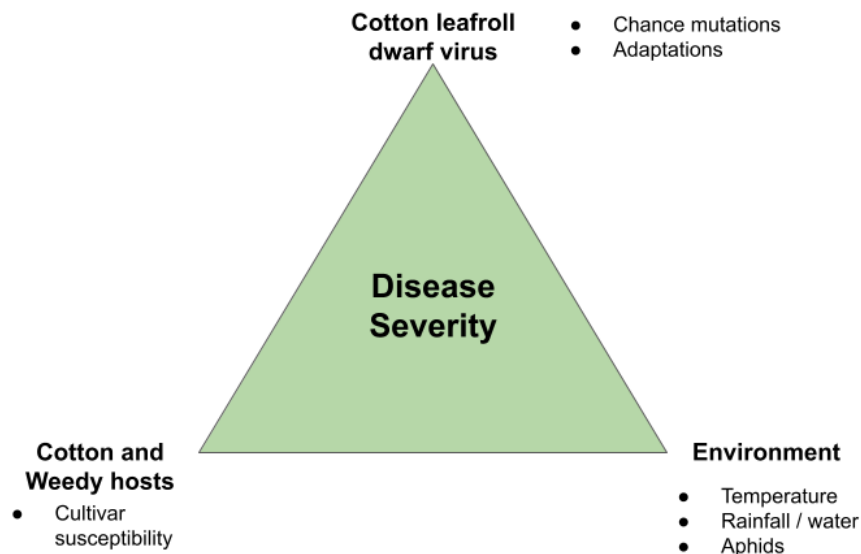 Cotton leafroll
dwarf virus
● Chance mutations
● Adaptations
Disease
Severity
Cotton and
Weedy hosts
● Cultivar
susceptibility
Environment
● Temperature
● Rainfall / water
● Aphids